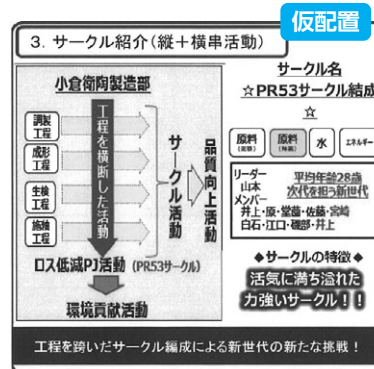 仮配置
3．サークル紹介(縦＋横串活動)
小倉衛陶製造部
調製
工程
成形
工程
生検
工程
施釉
工程
工程を横断した活動
サークル活動
品質向上活動
ロス低減PJ活動(PR53サークル)
環境貢献活動
サークル名
☆PR53サークル結成
☆
原料
原料
水
エネルギー
リーダー
山本
平均年齢28歳
次代を担う新世代
メンバー
井上・原・堂薗・佐藤・宮崎
白石・江口・磯部・井上
◆サークルの特徴◆
活気に満ち溢れた
力強いサークル！！
工程を跨いだサークル編成による新世代の新たな挑戦！